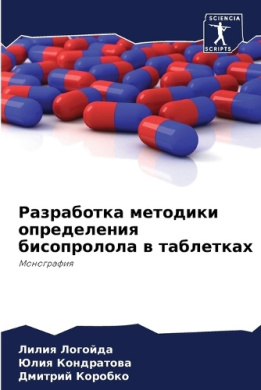 SCIENCIA
SCRIPTS
Разработка методики
определения
бисопролола в таблетках
Монография
Лилия Логойда
Юлия Кондратова
Дмитрий Коробко